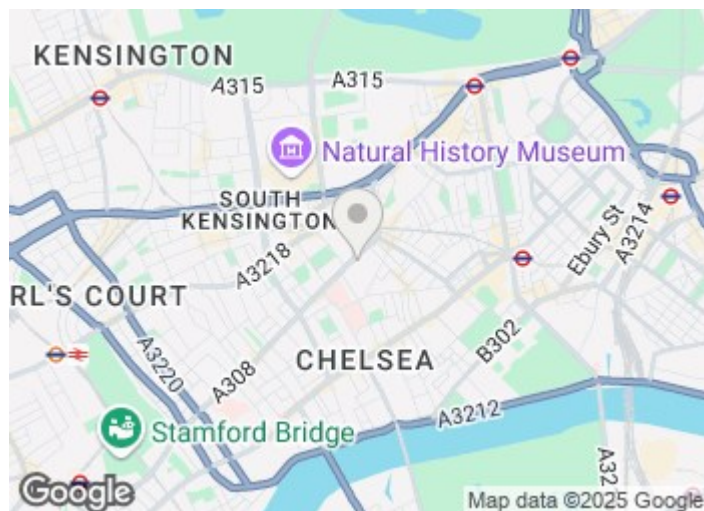 KENSINGTON
A315
A315
Natural History Museum
SOUTH
KENSINGTON
A3218
Ebury St
A3214
RL'S COURT
A3220
A308
CHELSEA
B302
A3212
Stamford Bridge
A32
Google
Map data ©2025 Google